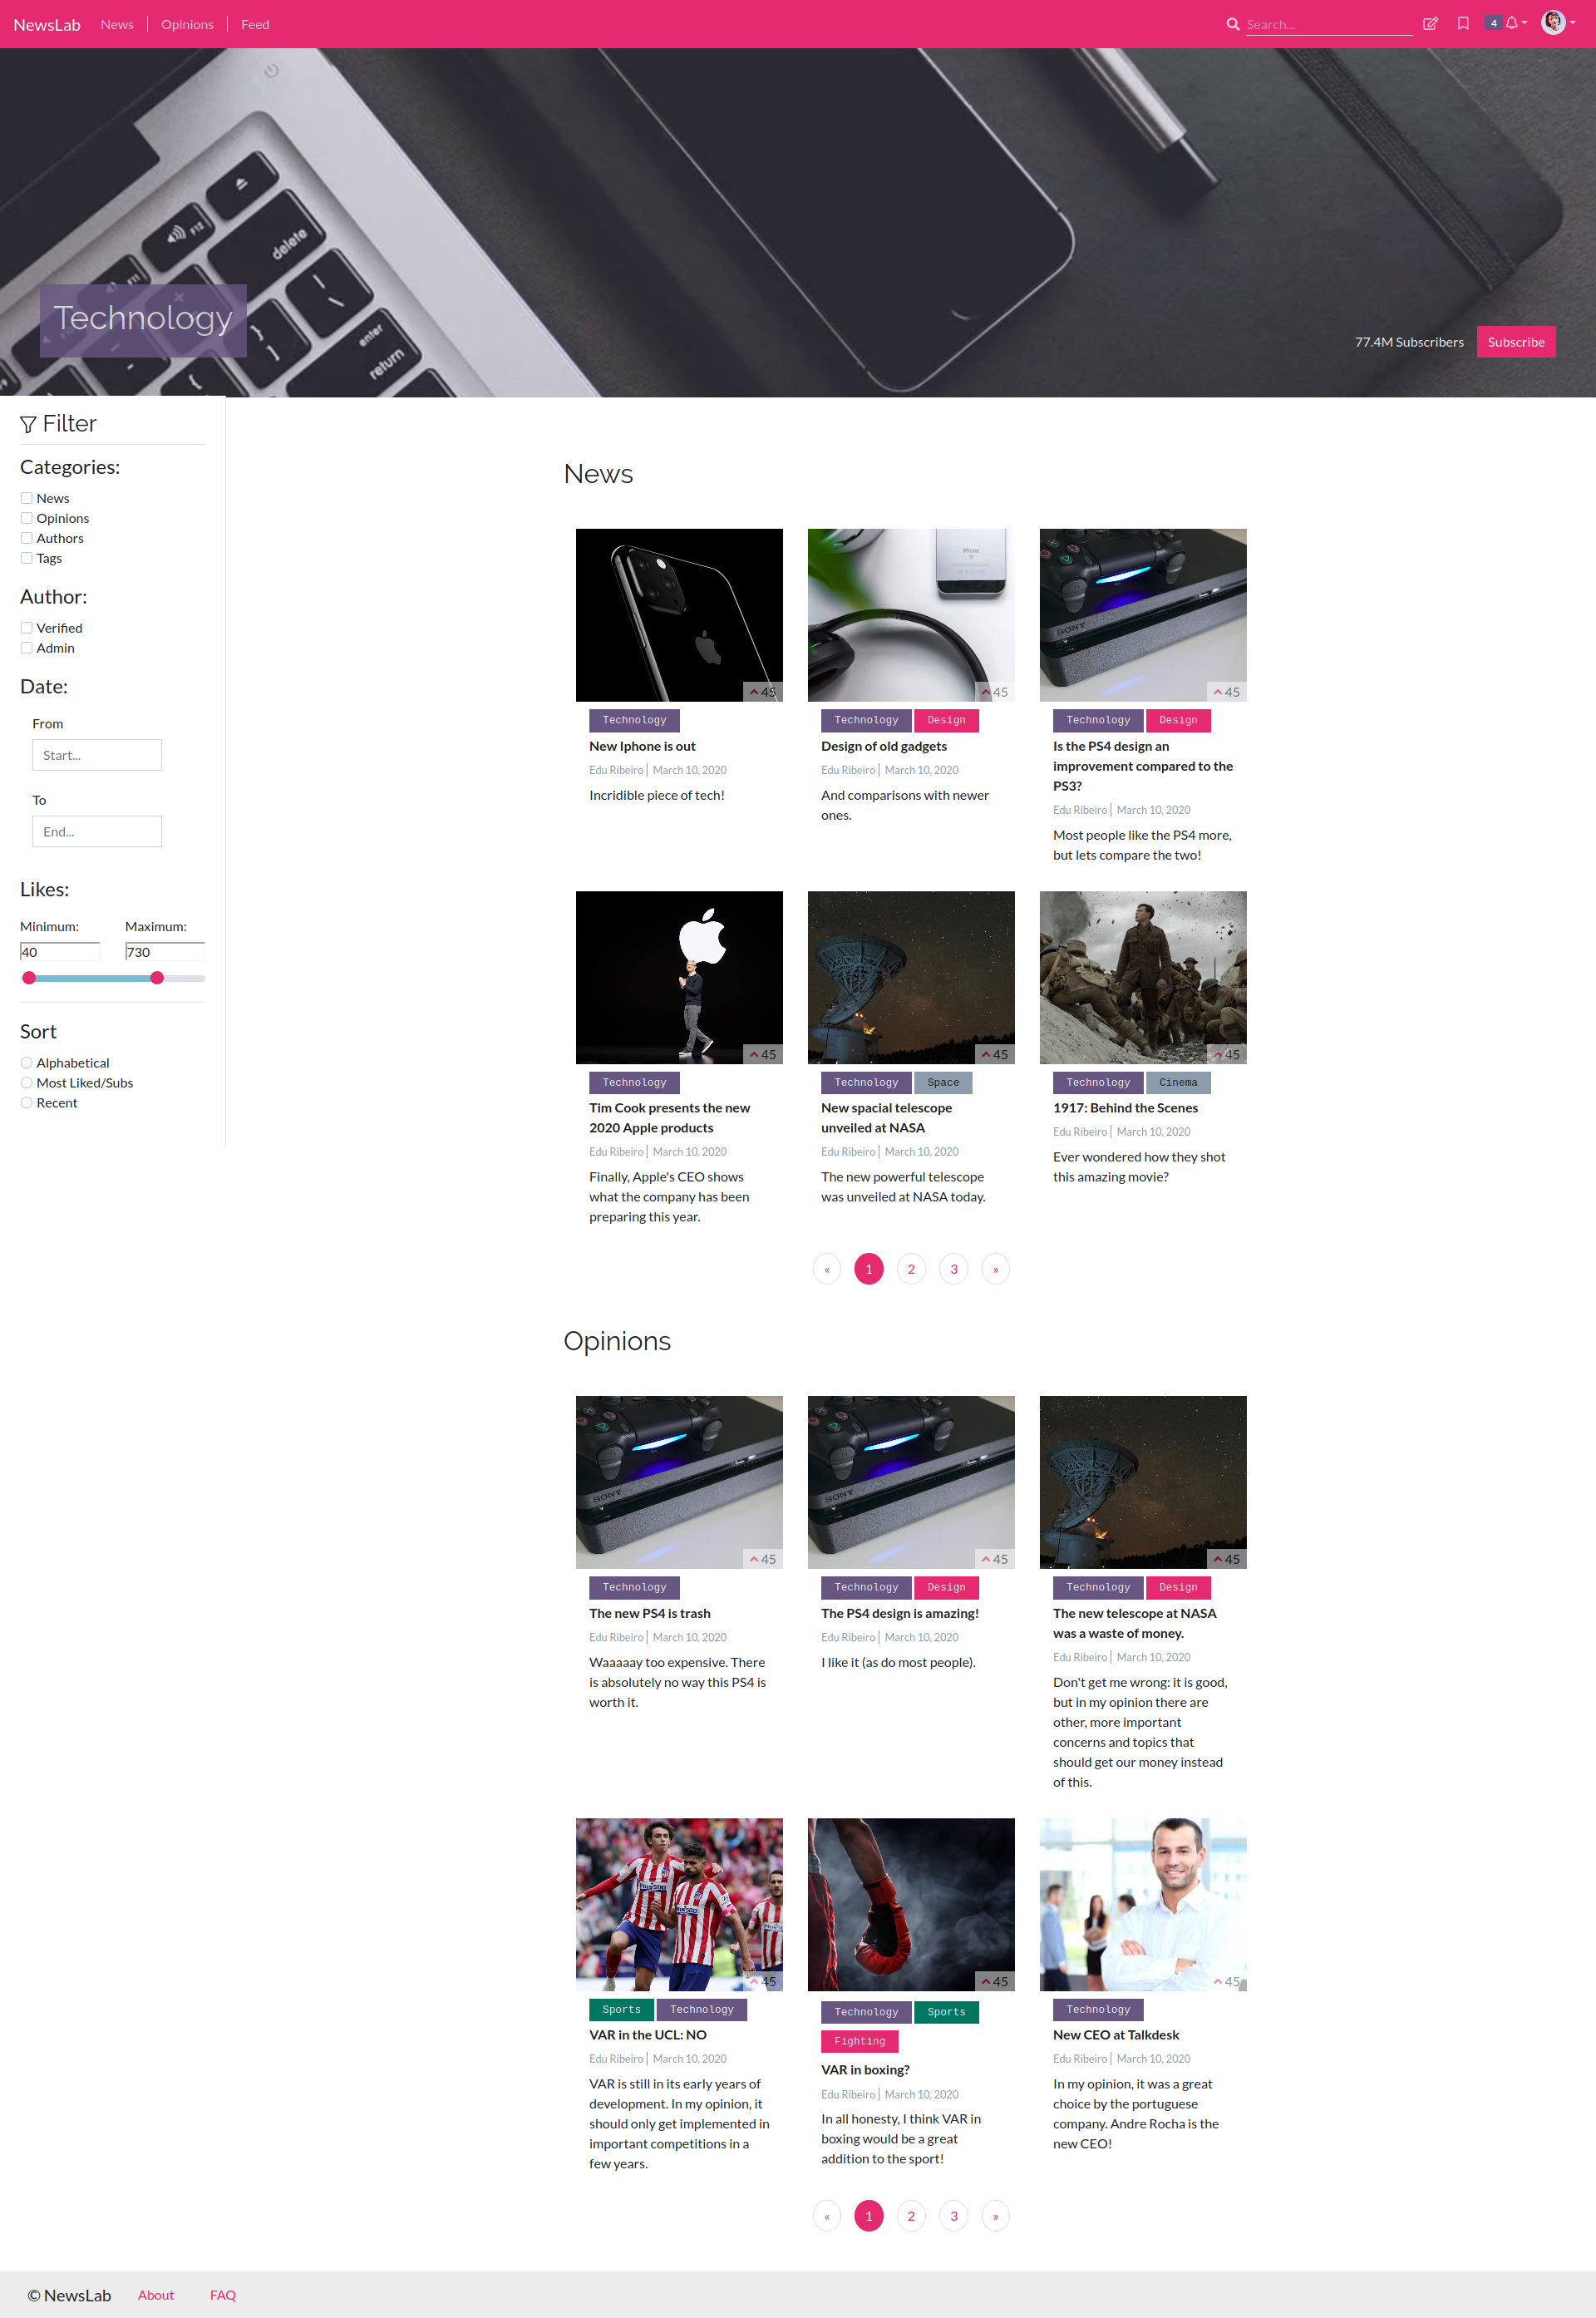 NewsLab News Opinions Feed Search... 4
F12
delete
enter
return
Technology
77.4M Subscribers Subscribe
Filter
Categories:
News
Opinions
Authors
Tags
Author:
Verified
Admin
Date:
From
Start...
To
End...
Likes:
Minimum: Maximum:
40 730
Sort
Alphabetical
Most Liked/Subs
Recent
News
45
Technology
New Iphone is out
Edu Ribeiro March 10, 2020
Incridible piece of tech!
iPhone
45
Technology Design
Design of old gadgets
Edu Ribeiro March 10, 2020
And comparisons with newer
ones.
SONY
45
Technology Design
Is the PS4 design an
improvement compared to the
PS3?
Edu Ribeiro March 10, 2020
Most people like the PS4 more,
but lets compare the two!
45
Technology
Tim Cook presents the new
2020 Apple products
Edu Ribeiro March 10, 2020
Finally, Apple's CEO shows
what the company has been
preparing this year.
45
Technology Space
New spacial telescope
unveiled at NASA
Edu Ribeiro March 10, 2020
The new powerful telescope
was unveiled at NASA today.
45
Technology Cinema
1917: Behind the Scenes
Edu Ribeiro March 10, 2020
Ever wondered how they shot
this amazing movie?
« 1 2 3 »
Opinions
SONY
45
Technology
The new PS4 is trash
Edu Ribeiro March 10, 2020
Waaaaay too expensive. There
is absolutely no way this PS4 is
worth it.
SONY
45
Technology Design
The PS4 design is amazing!
Edu Ribeiro March 10, 2020
I like it (as do most people).
45
Technology Design
The new telescope at NASA
was a waste of money.
Edu Ribeiro March 10, 2020
Don't get me wrong: it is good,
but in my opinion there are
other, more important
concerns and topics that
should get our money instead
of this.
45
Sports Technology
VAR in the UCL: NO
Edu Ribeiro March 10, 2020
VAR is still in its early years of
development. In my opinion, it
should only get implemented in
important competitions in a
few years.
45
Technology Sports
Fighting
VAR in boxing?
Edu Ribeiro March 10, 2020
In all honesty, I think VAR in
boxing would be a great
addition to the sport!
45
Technology
New CEO at Talkdesk
Edu Ribeiro March 10, 2020
In my opinion, it was a great
choice by the portuguese
company. Andre Rocha is the
new CEO!
« 1 2 3 »
© NewsLab About FAQ